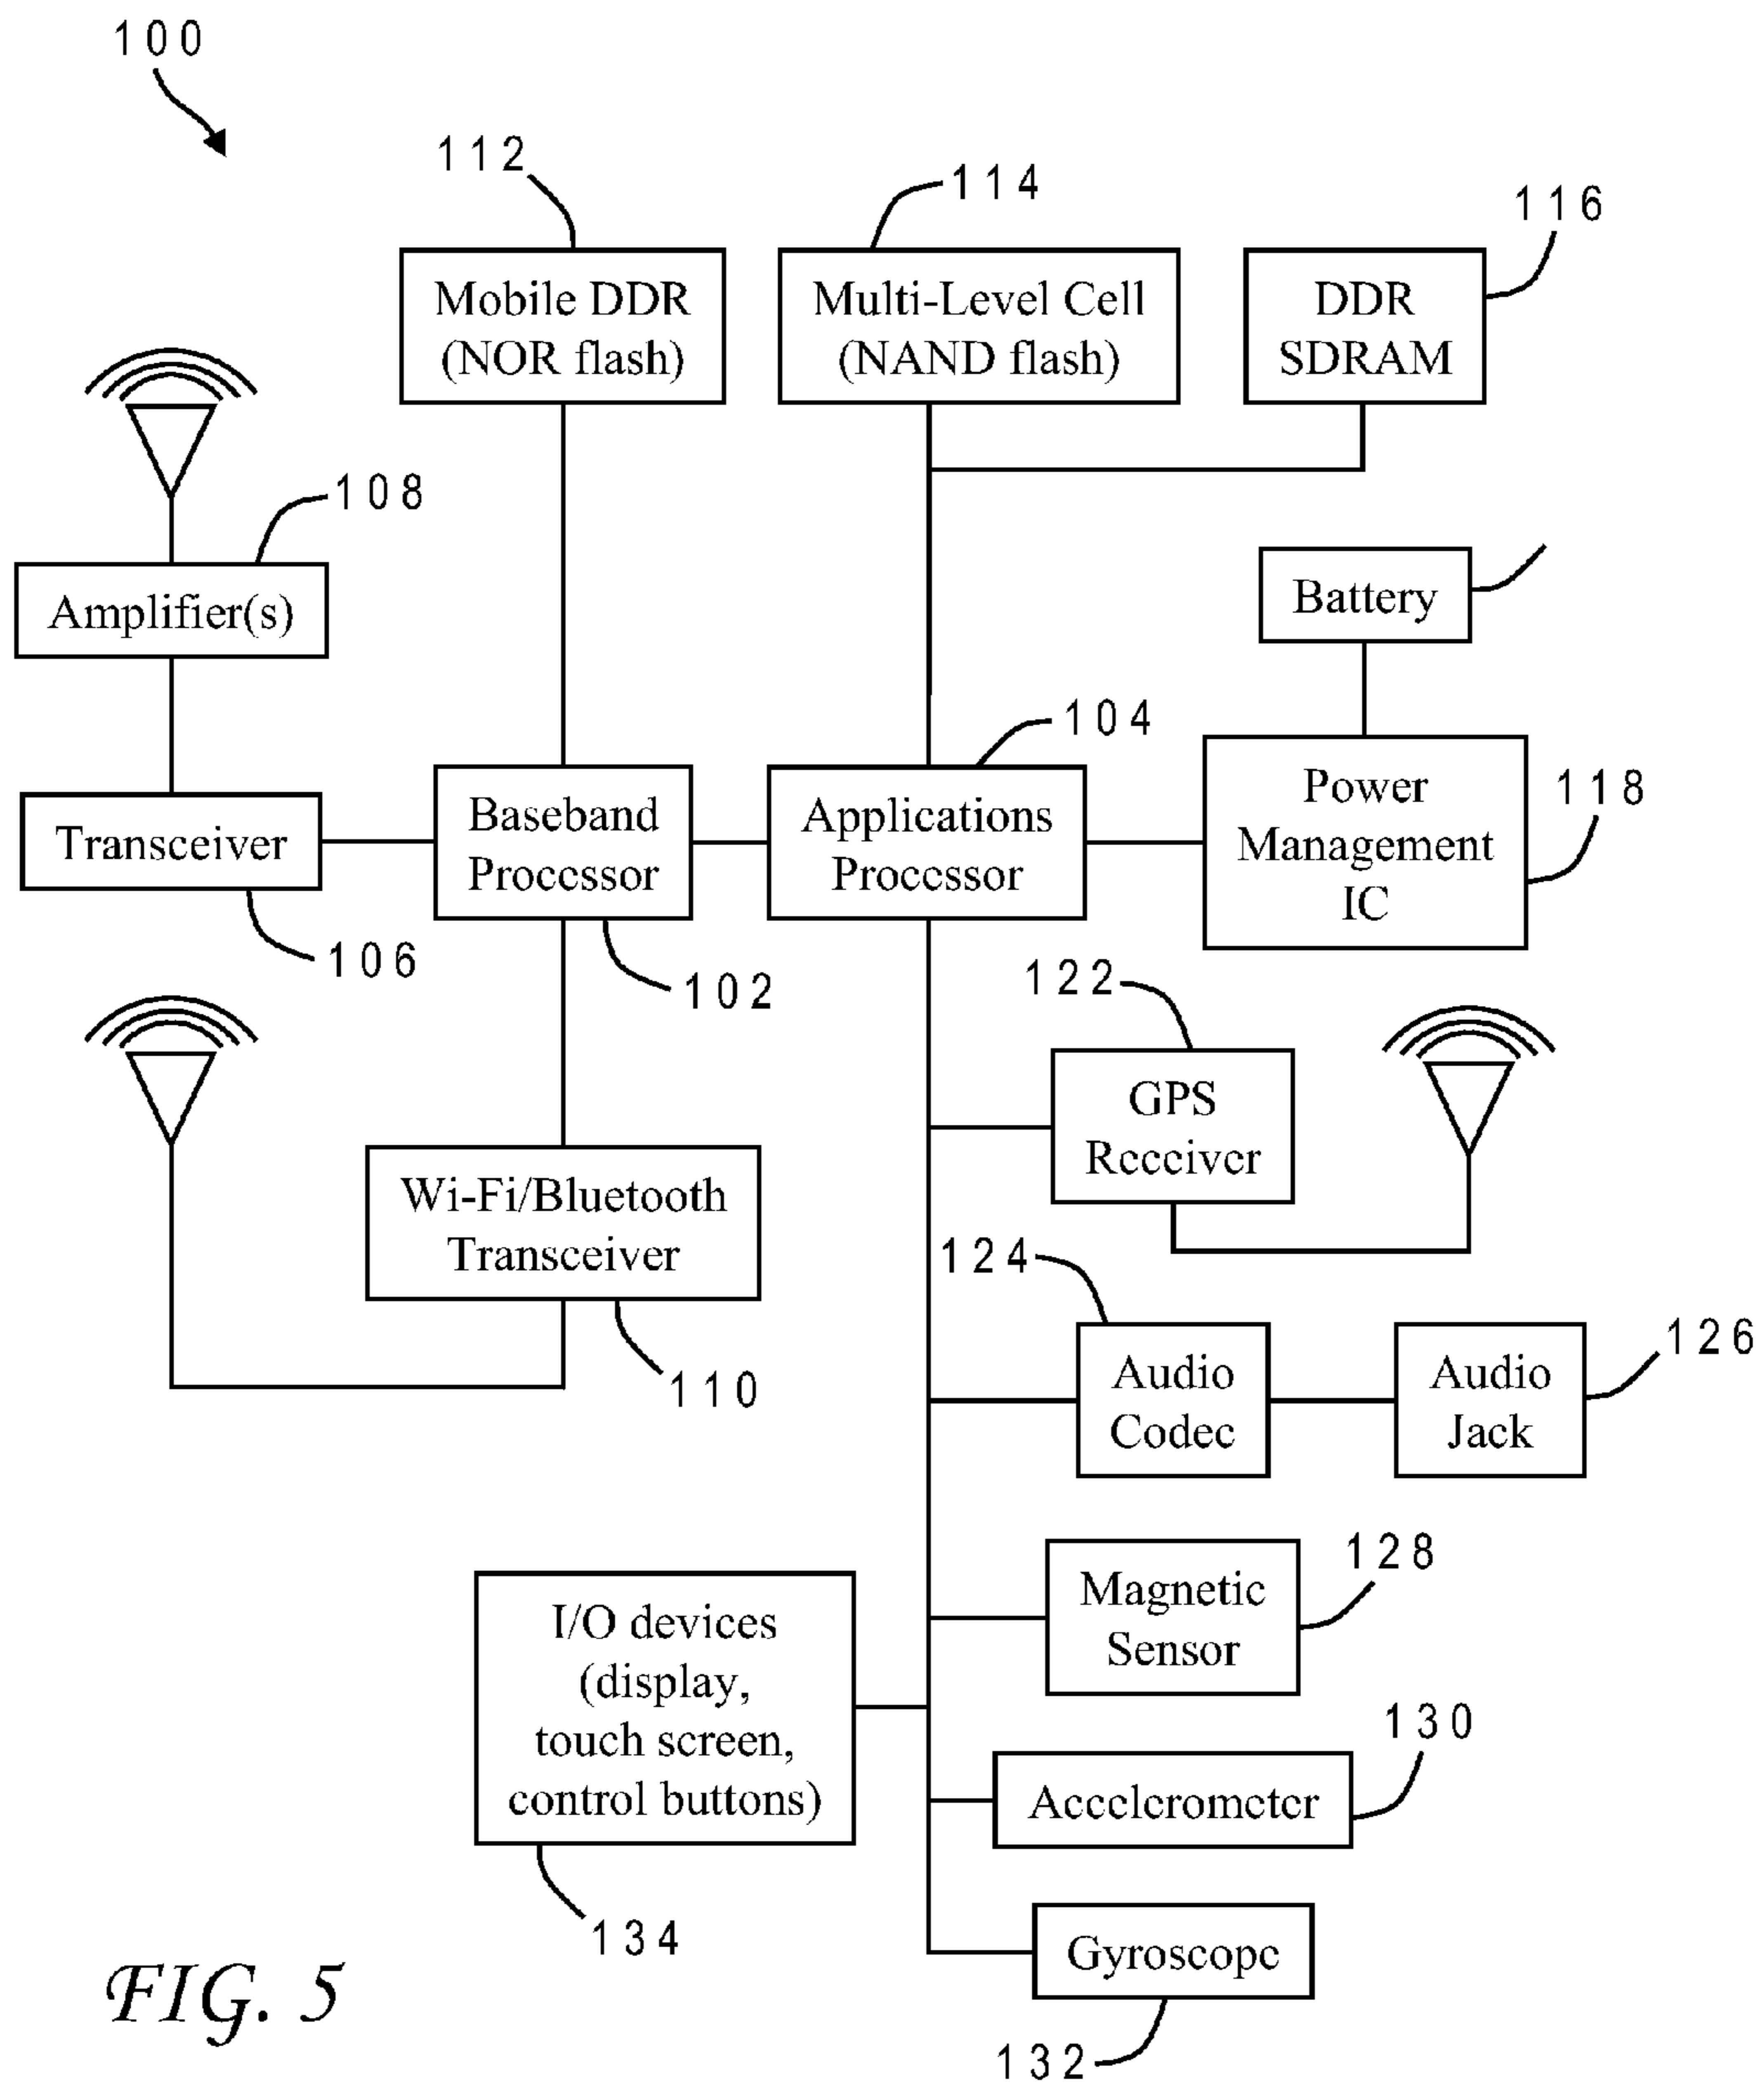 100
112
114
116
Mobile DDR
(NOR flash)
Multi-Level Cell
(NAND flash)
DDR
SDRAM
108
Amplifier(s)
Battery
104
Transceiver
106
Baseband
Processor
102
Applications
Processor
Power
Management
IC
118
122
GPS
Receiver
Wi-Fi/Bluetooth
Transceiver
110
124
Audio
Codec
Audio
Jack
126
128
Magnetic
Sensor
I/O devices
(display,
touch screen,
control buttons)
134
130
Accelerometer
Gyroscope
132
FIG. 5